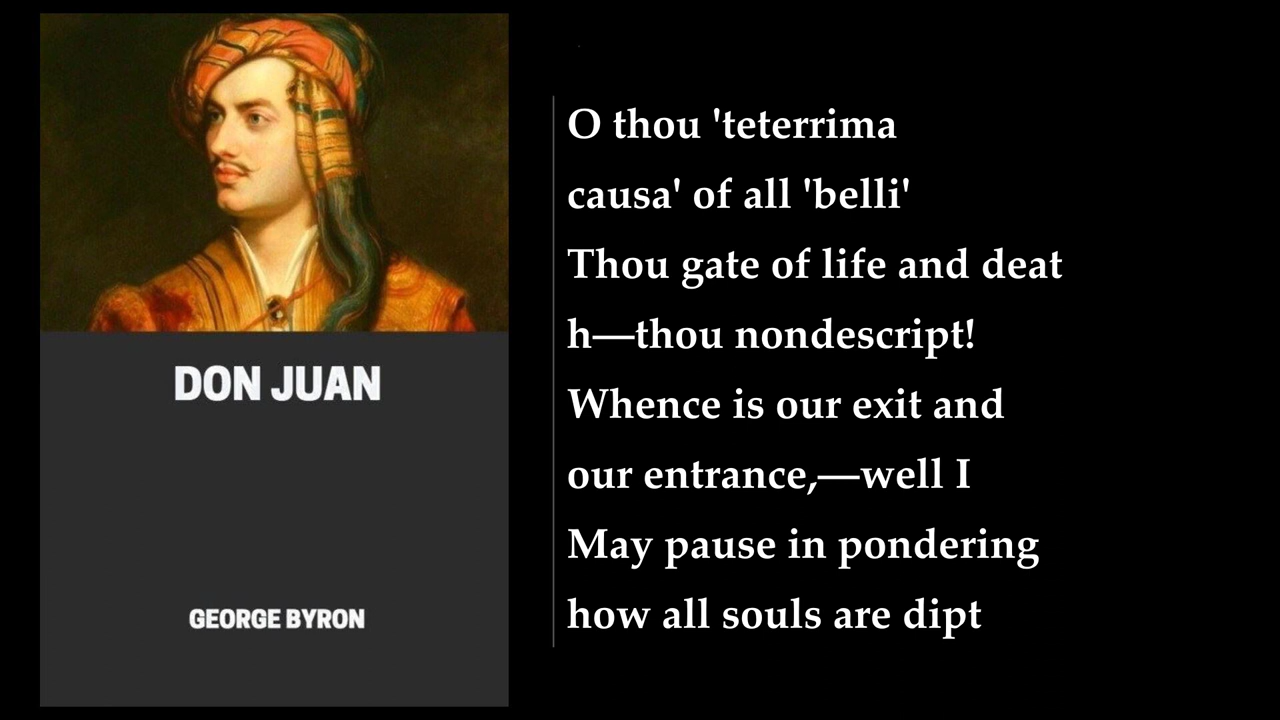 DON JUAN
GEORGE BYRON
O thou 'teterrima
causa' of all 'belli'
Thou gate of life and deat
h—thou nondescript!
Whence is our exit and
our entrance,—well I
May pause in pondering
how all souls are dipt